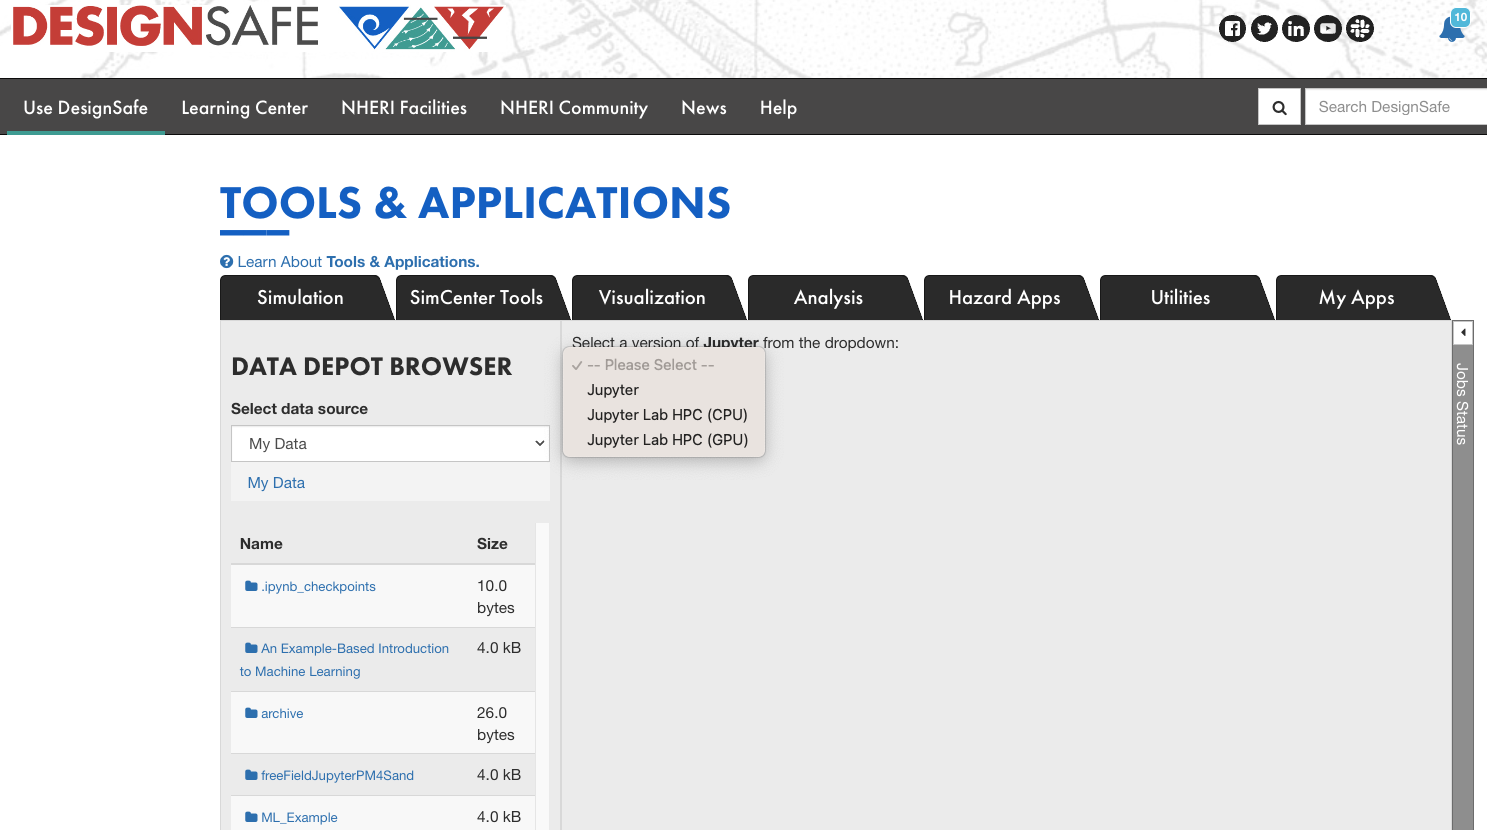 DESIGNSAFE
10
Use DesignSafe Learning Center NHERI Facilities NHERI Community News Help Search DesignSafe
TOOLS & APPLICATIONS
Learn About Tools & Applications.
Simulation SimCenter Tools Visualization Analysis Hazard Apps Utilities My Apps
Select a version of Jupyter from the dropdown:
-- Please Select --
Jupyter
Jupyter Lab HPC (CPU)
Jupyter Lab HPC (GPU)
Jobs Status
DATA DEPOT BROWSER
Select data source
My Data
My Data
Name Size
.ipynb_checkpoints 10.0
bytes
An Example-Based Introduction 4.0 kB
to Machine Learning
archive 26.0
bytes
freeFieldJupyterPM4Sand 4.0 kB
ML_Example 4.0 kB